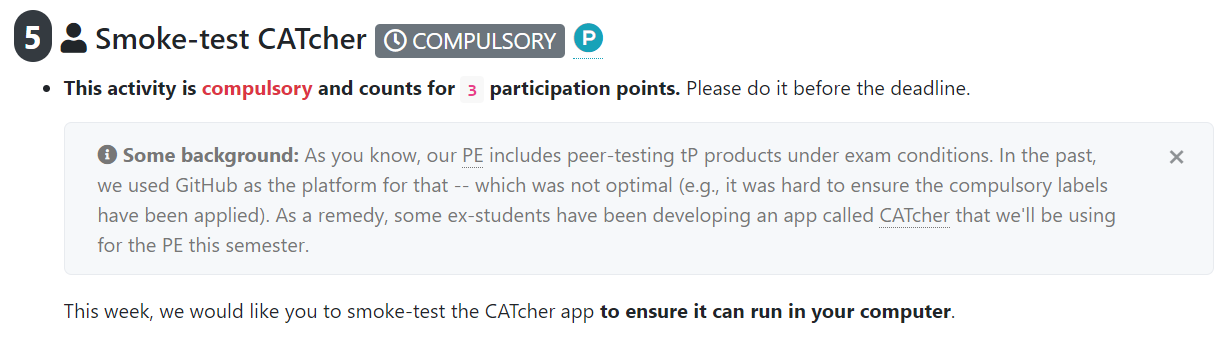 5 Smoke-test CATcher COMPULSORY P
• This activity is compulsory and counts for 3 participation points. Please do it before the deadline.
Some background: As you know, our PE includes peer-testing tP products under exam conditions. In the past,
we used GitHub as the platform for that -- which was not optimal (e.g., it was hard to ensure the compulsory labels
have been applied). As a remedy, some ex-students have been developing an app called CATcher that we'll be using
for the PE this semester.
This week, we would like you to smoke-test the CATcher app to ensure it can run in your computer.